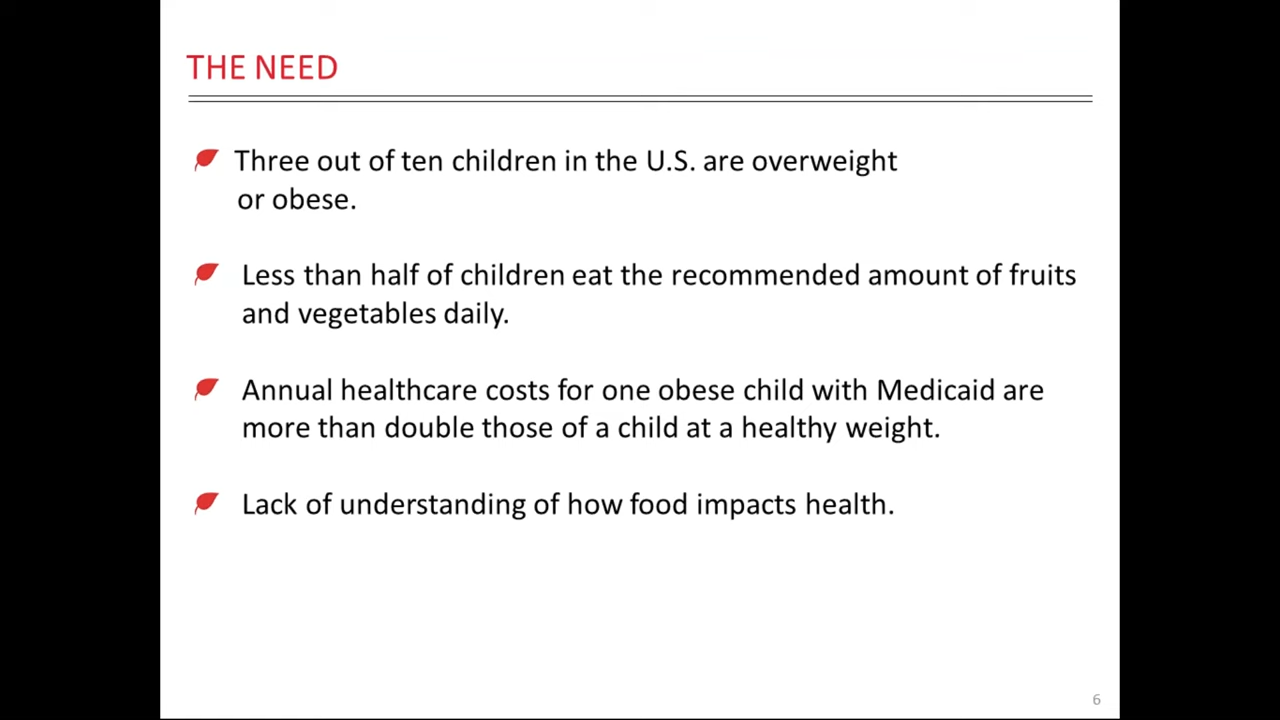 THE NEED
Three out of ten children in the U.S. are overweight
or obese.
Less than half of children eat the recommended amount of fruits
and vegetables daily.
Annual healthcare costs for one obese child with Medicaid are
more than double those of a child at a healthy weight.
Lack of understanding of how food impacts health.
6